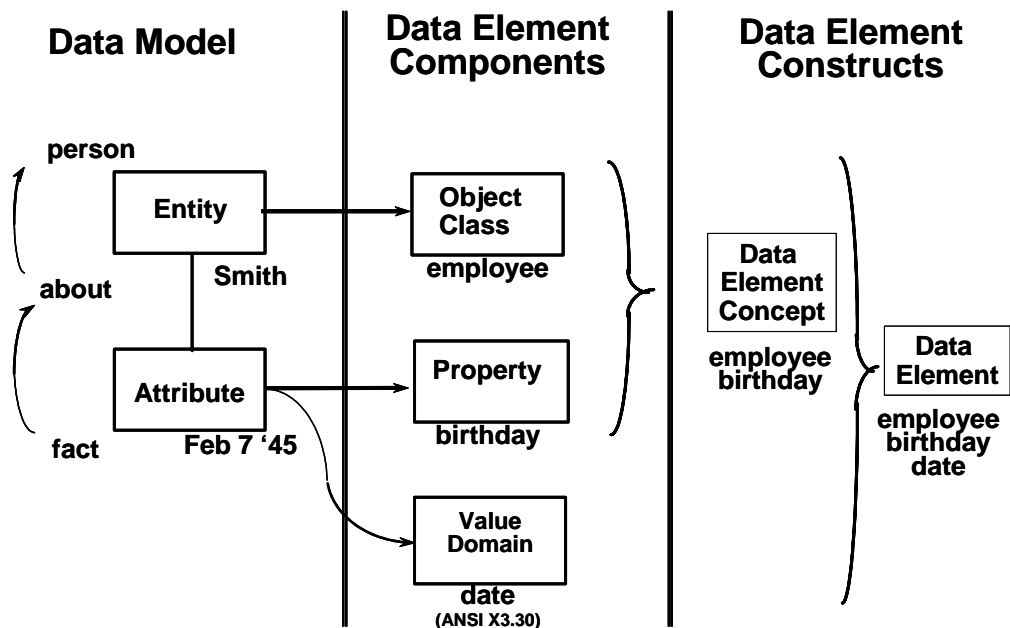 Data Model
person
Entity
Smith
about
Attribute
Feb 7 ‘45
fact
Data Element
Components
Object
Class
employee
Property
birthday
Value
Domain
date
(ANSI X3.30)
Data Element
Constructs
Data
Element
Concept
employee
birthday
Data
Element
employee
birthday
date